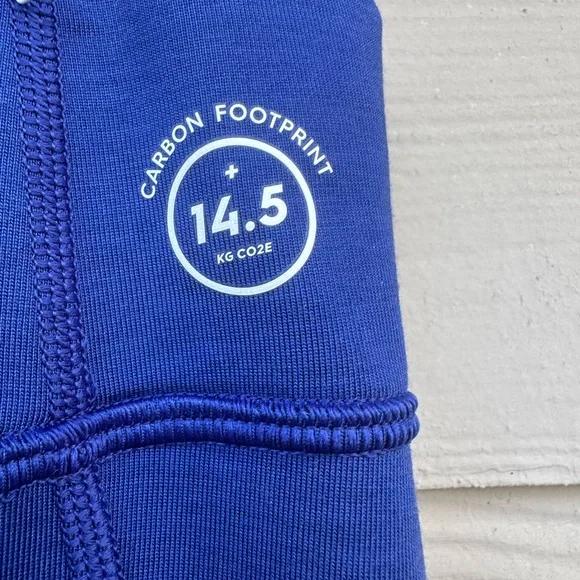 CARBON FOOTPRINT
+
14.5
KG CO2E